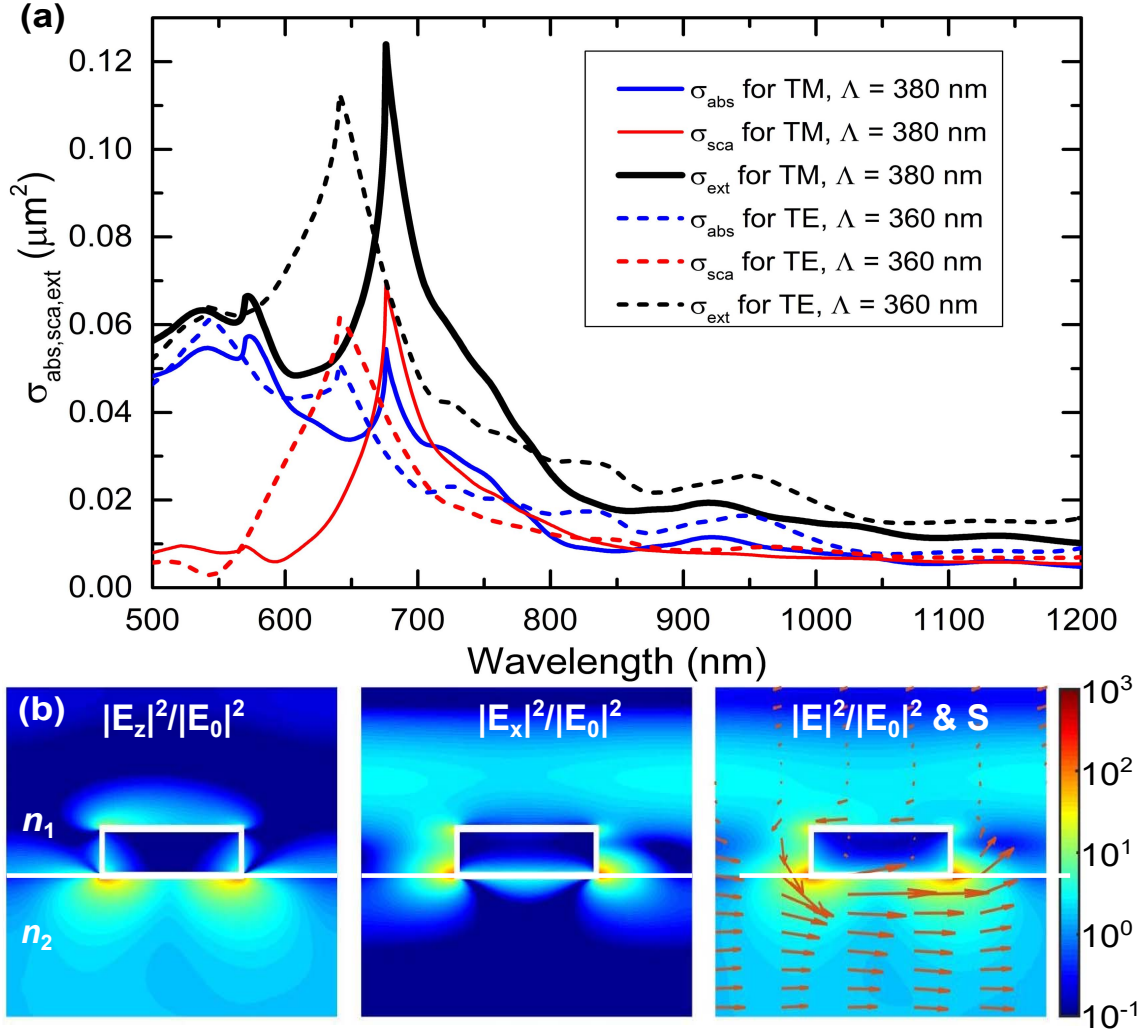 (a)
σabs,sca,ext (μm²)
0.12
0.10
0.08
0.06
0.04
0.02
0.00
σabs for TM, Λ = 380 nm
σsca for TM, Λ = 380 nm
σext for TM, Λ = 380 nm
σabs for TE, Λ = 360 nm
σsca for TE, Λ = 360 nm
σext for TE, Λ = 360 nm
500 600 700 800 900 1000 1100 1200
Wavelength (nm)
(b)
|Ez|²/|E0|²
|Ex|²/|E0|²
|E|²/|E0|² & S
n1
n2
10³
10²
10¹
10⁰
10⁻¹